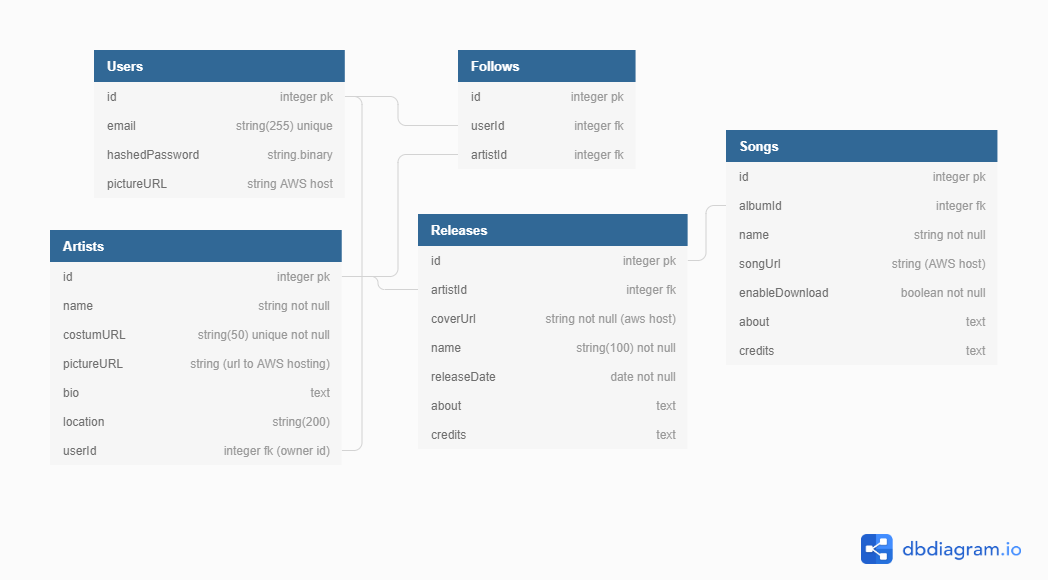 Users
id integer pk
email string(255) unique
hashedPassword string.binary
pictureURL string AWS host
Follows
id integer pk
userId integer fk
artistId integer fk
Songs
id integer pk
albumId integer fk
name string not null
songUrl string (AWS host)
enableDownload boolean not null
about text
credits text
Artists
id integer pk
name string not null
costumURL string(50) unique not null
pictureURL string (url to AWS hosting)
bio text
location string(200)
userId integer fk (owner id)
Releases
id integer pk
artistId integer fk
coverUrl string not null (aws host)
name string(100) not null
releaseDate date not null
about text
credits text
dbdiagram.io